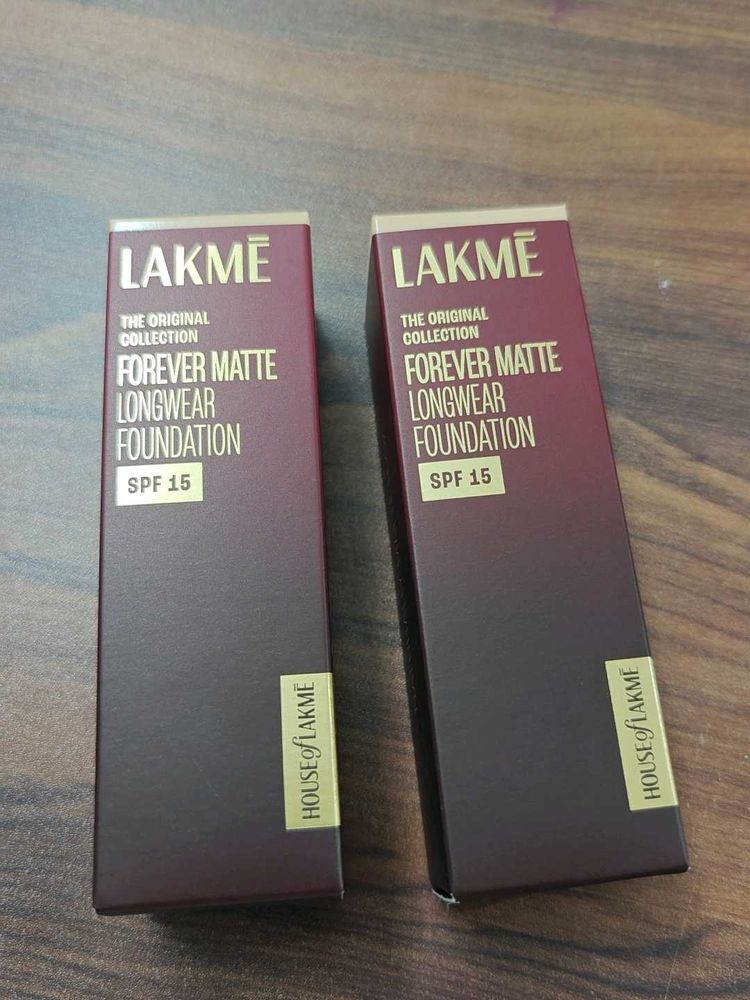 LAKMĒ
THE ORIGINAL
COLLECTION
FOREVER MATTE
LONGWEAR
FOUNDATION
SPF 15
HOUSE of LAKMĒ
LAKMĒ
THE ORIGINAL
COLLECTION
FOREVER MATTE
LONGWEAR
FOUNDATION
SPF 15
HOUSE of LAKMĒ